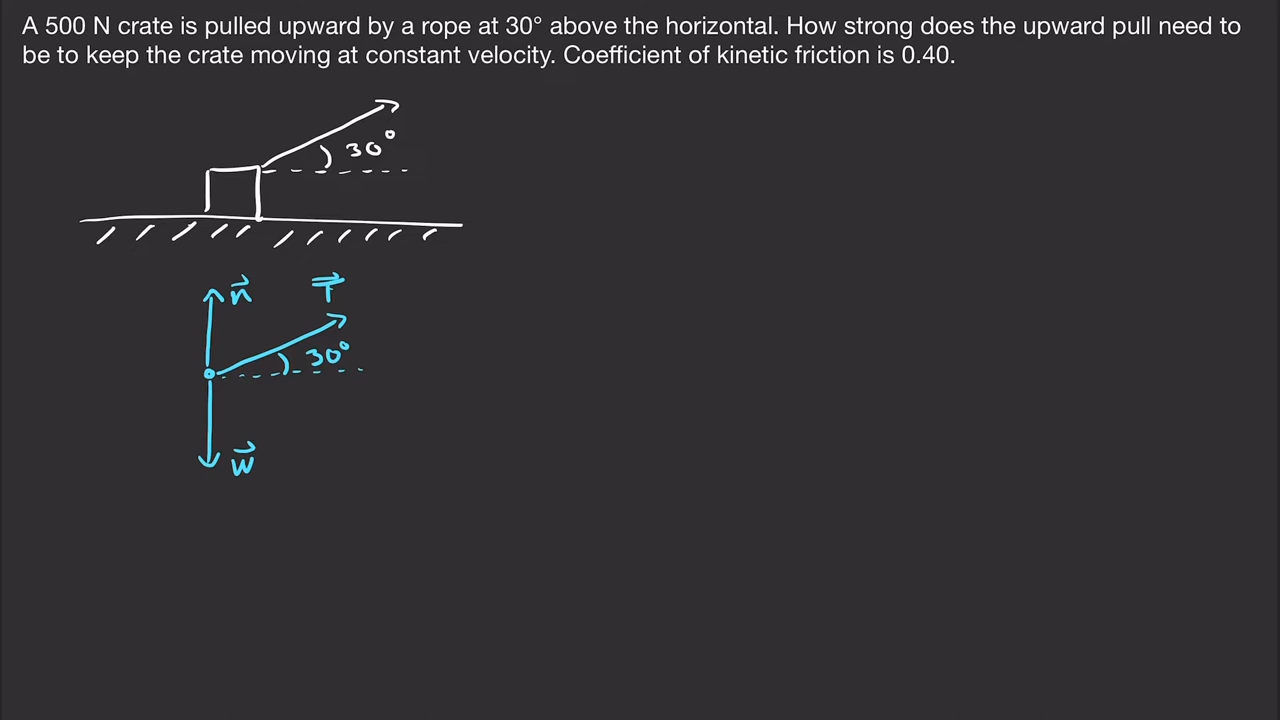 A 500 N crate is pulled upward by a rope at 30° above the horizontal. How strong does the upward pull need to
be to keep the crate moving at constant velocity. Coefficient of kinetic friction is 0.40.
30°
n⃗
T⃗
30°
w⃗